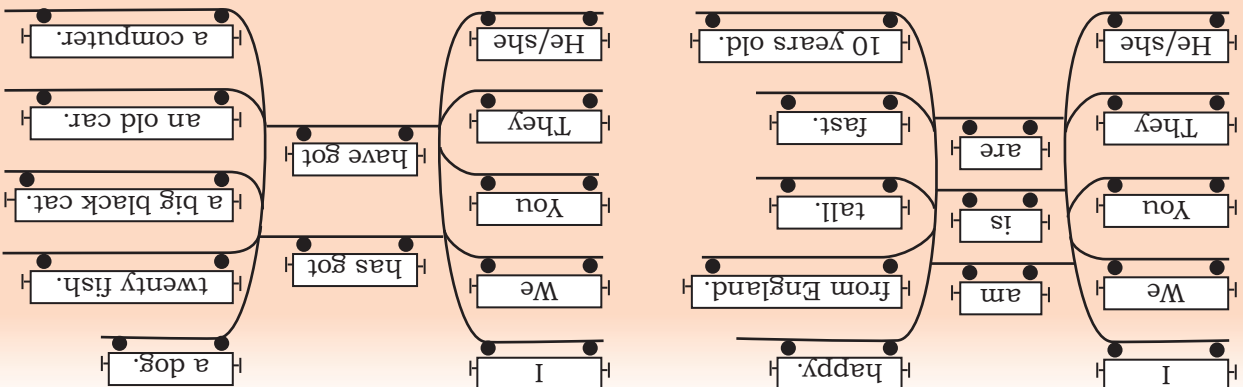 I
We
You
They
He/she
am
is
are
happy.
from England.
tall.
fast.
10 years old.
I
We
You
They
He/she
has got
have got
a dog.
twenty fish.
a big black cat.
an old car.
a computer.